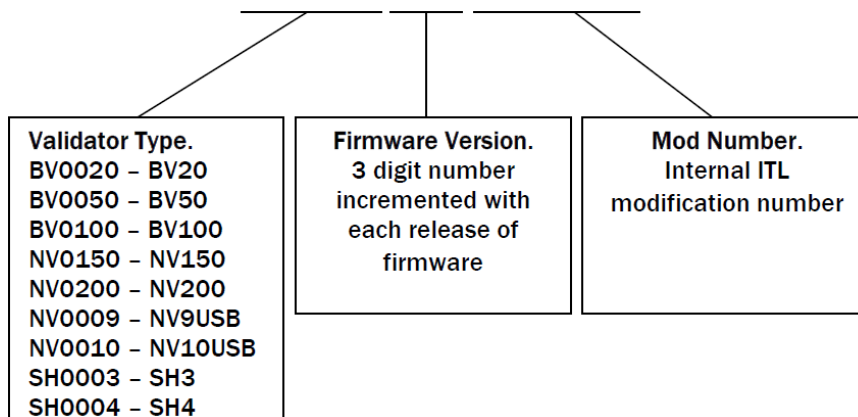 Validator Type.
BV0020 – BV20
BV0050 – BV50
BV0100 – BV100
NV0150 – NV150
NV0200 – NV200
NV0009 – NV9USB
NV0010 – NV10USB
SH0003 – SH3
SH0004 – SH4
Firmware Version.
3 digit number
incremented with
each release of
firmware
Mod Number.
Internal ITL
modification number